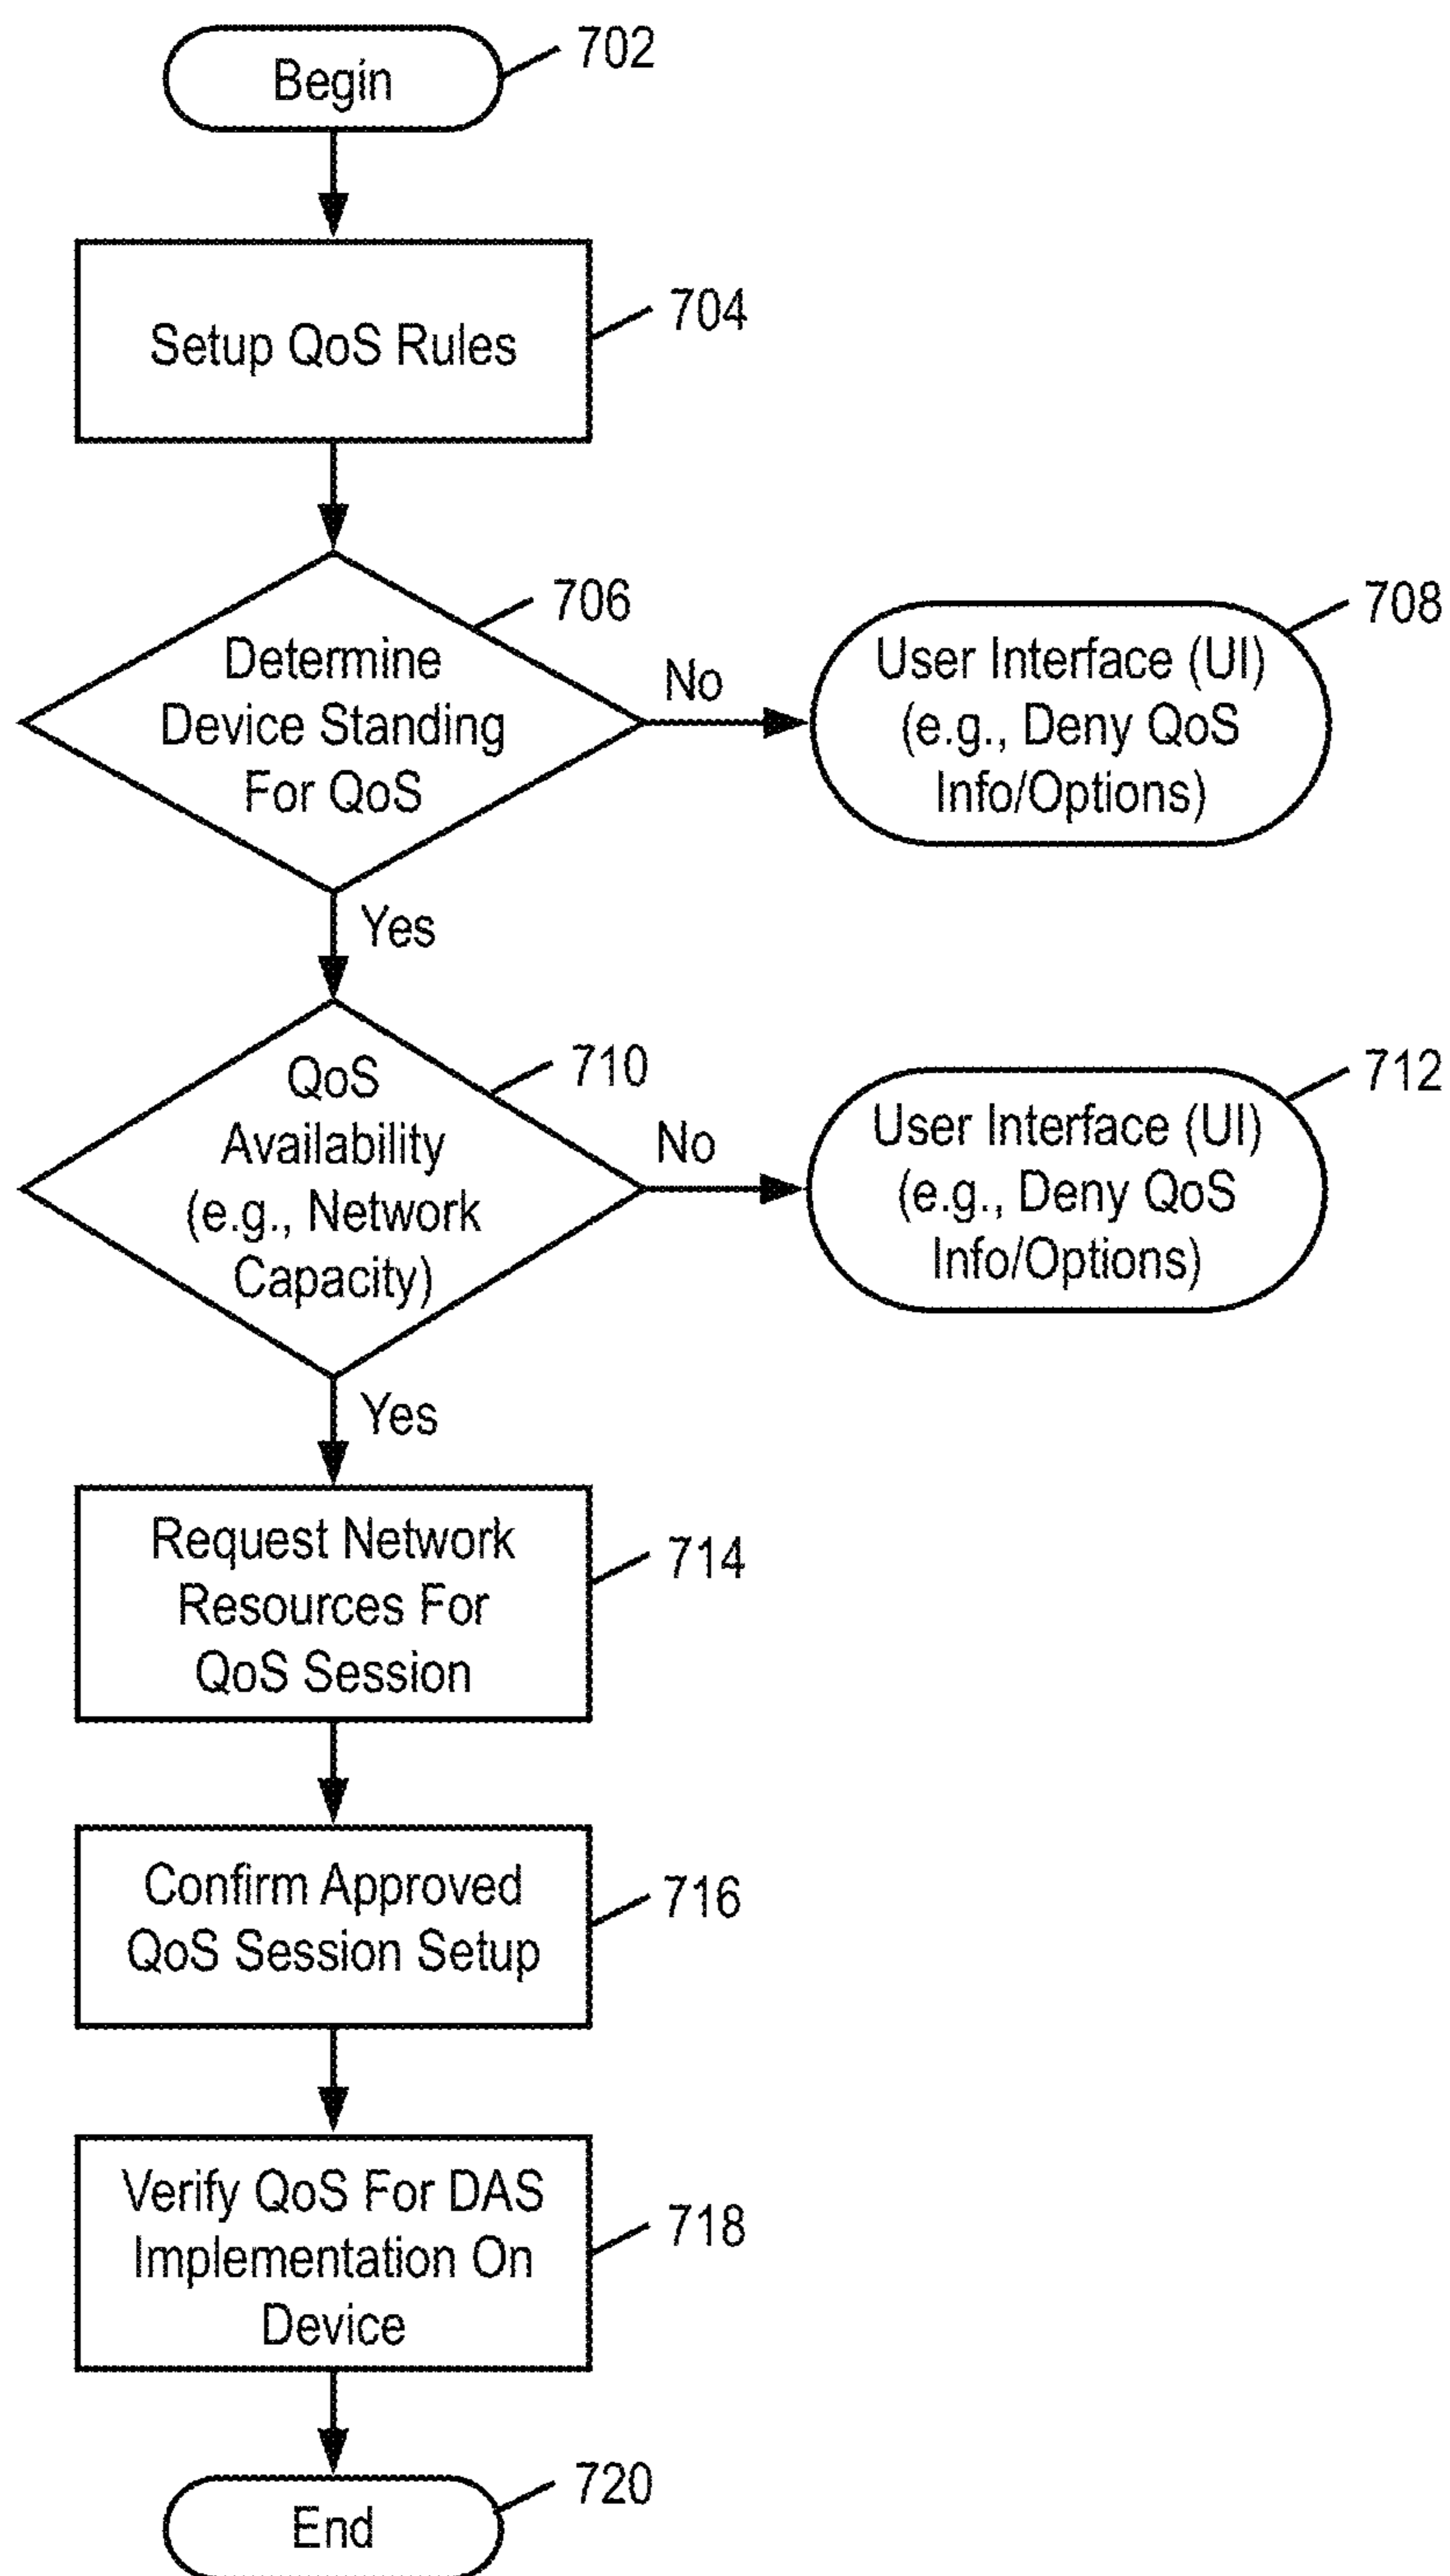 Begin
702
Setup QoS Rules
704
706
Determine
Device Standing
For QoS
No
708
User Interface (UI)
(e.g., Deny QoS
Info/Options)
Yes
710
QoS
Availability
(e.g., Network
Capacity)
No
712
User Interface (UI)
(e.g., Deny QoS
Info/Options)
Yes
Request Network
Resources For
QoS Session
714
Confirm Approved
QoS Session Setup
716
Verify QoS For DAS
Implementation On
Device
718
End
720